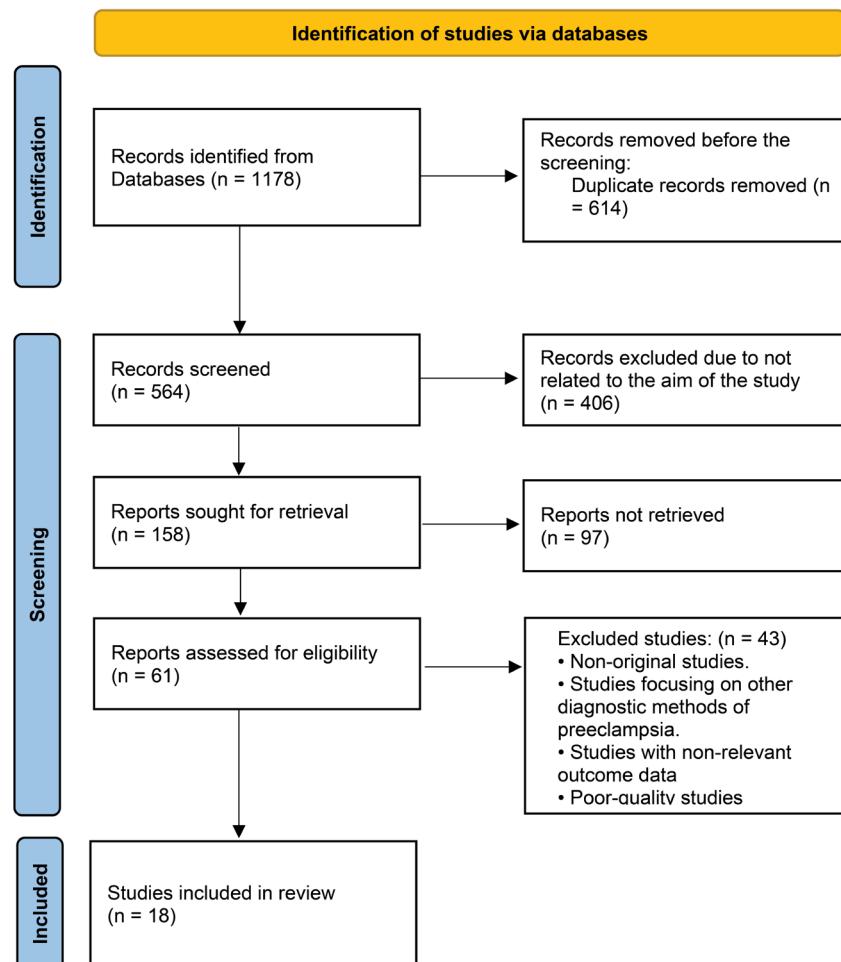 Identification of studies via databases
Identification
Records identified from
Databases (n = 1178)
Records removed before the
screening:
Duplicate records removed (n
= 614)
Screening
Records screened
(n = 564)
Records excluded due to not
related to the aim of the study
(n = 406)
Reports sought for retrieval
(n = 158)
Reports not retrieved
(n = 97)
Reports assessed for eligibility
(n = 61)
Excluded studies: (n = 43)
• Non-original studies.
• Studies focusing on other
diagnostic methods of
preeclampsia.
• Studies with non-relevant
outcome data
• Poor-quality studies
Included
Studies included in review
(n = 18)